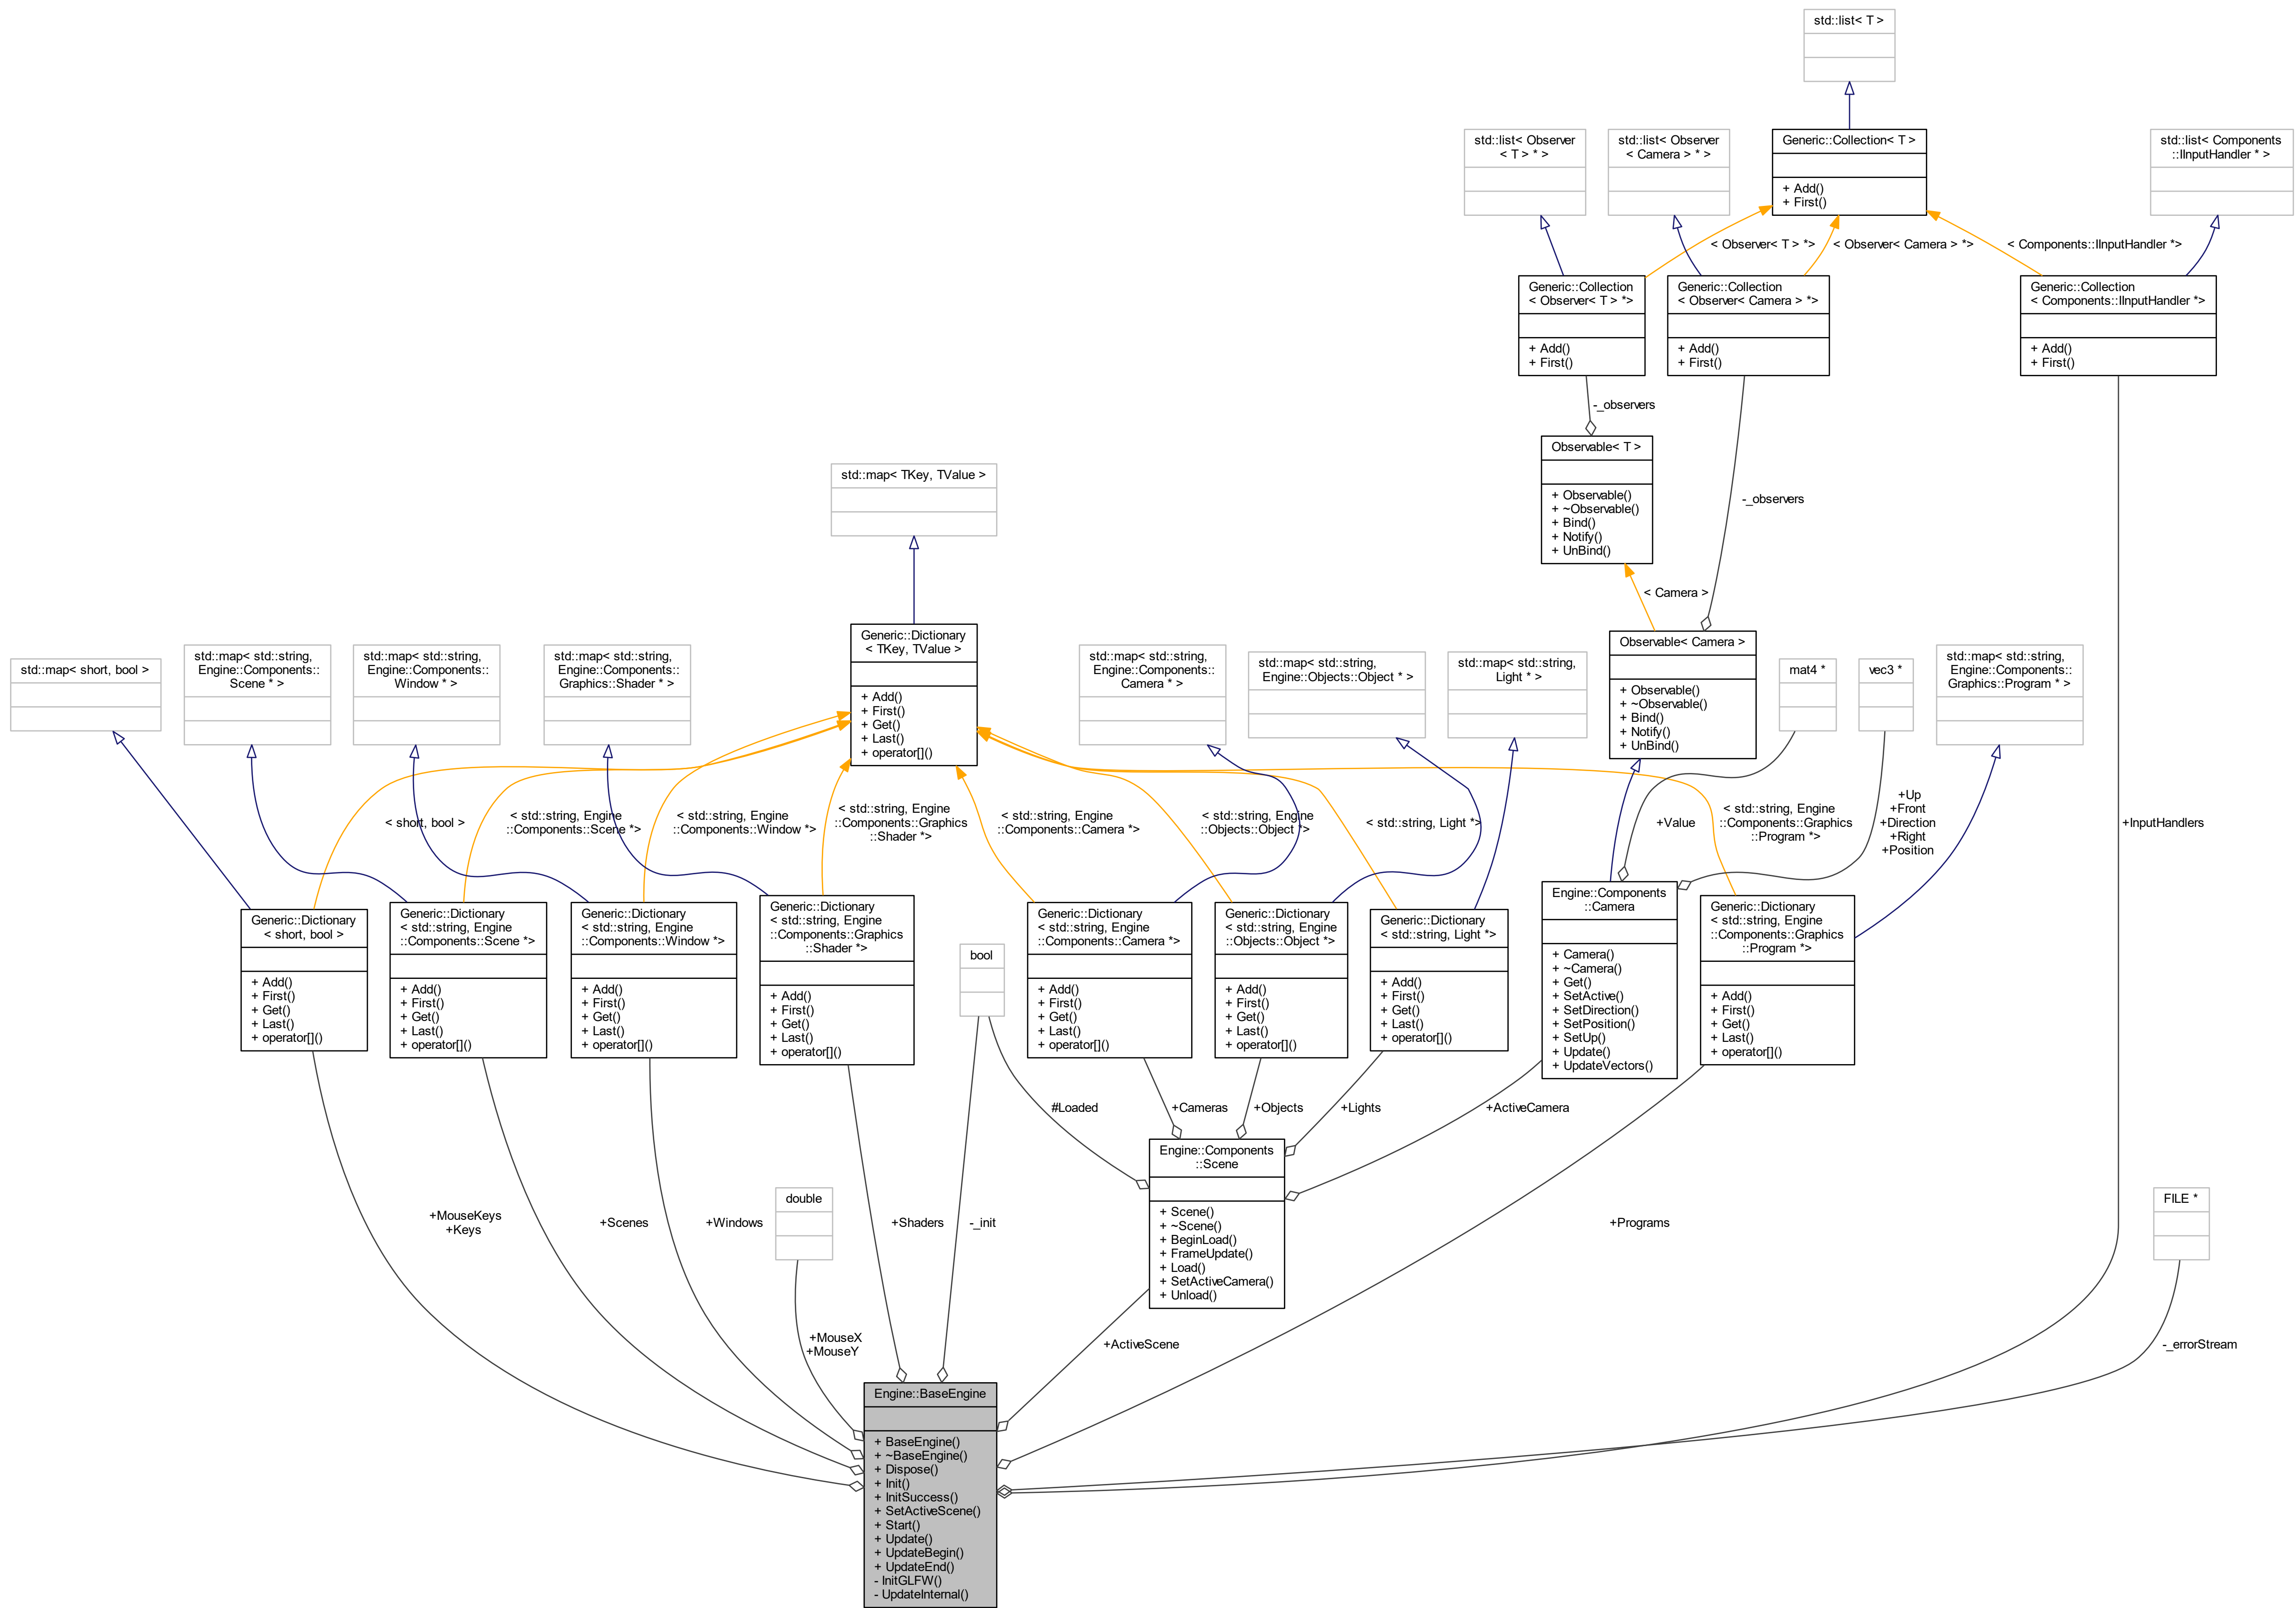 std::list< T >
std::list< Observer
< T > * >
std::list< Observer
< Camera > * >
Generic::Collection< T >
+ Add()
+ First()
std::list< Components
::IInputHandler * >
< Observer< T > *>
< Observer< Camera > *>
< Components::IInputHandler *>
Generic::Collection
< Observer< T > *>
+ Add()
+ First()
Generic::Collection
< Observer< Camera > *>
+ Add()
+ First()
Generic::Collection
< Components::IInputHandler *>
+ Add()
+ First()
-_observers
Observable< T >
+ Observable()
+ ~Observable()
+ Bind()
+ Notify()
+ UnBind()
-_observers
std::map< TKey, TValue >
< Camera >
Generic::Dictionary
< TKey, TValue >
+ Add()
+ First()
+ Get()
+ Last()
+ operator[]()
Observable< Camera >
+ Observable()
+ ~Observable()
+ Bind()
+ Notify()
+ UnBind()
std::map< short, bool >
std::map< std::string,
Engine::Components::
Scene * >
std::map< std::string,
Engine::Components::
Window * >
std::map< std::string,
Engine::Components::
Graphics::Shader * >
std::map< std::string,
Engine::Components::
Camera * >
std::map< std::string,
Engine::Objects::Object * >
std::map< std::string,
Light * >
mat4 *
vec3 *
std::map< std::string,
Engine::Components::
Graphics::Program * >
< short, bool >
< std::string, Engine
::Components::Scene *>
< std::string, Engine
::Components::Window *>
< std::string, Engine
::Components::Graphics
::Shader *>
< std::string, Engine
::Components::Camera *>
< std::string, Engine
::Objects::Object *>
< std::string, Light *>
+Value
< std::string, Engine
::Components::Graphics
::Program *>
+Up
+Front
+Direction
+Right
+Position
+InputHandlers
Generic::Dictionary
< short, bool >
+ Add()
+ First()
+ Get()
+ Last()
+ operator[]()
Generic::Dictionary
< std::string, Engine
::Components::Scene *>
+ Add()
+ First()
+ Get()
+ Last()
+ operator[]()
Generic::Dictionary
< std::string, Engine
::Components::Window *>
+ Add()
+ First()
+ Get()
+ Last()
+ operator[]()
Generic::Dictionary
< std::string, Engine
::Components::Graphics
::Shader *>
+ Add()
+ First()
+ Get()
+ Last()
+ operator[]()
bool
Generic::Dictionary
< std::string, Engine
::Components::Camera *>
+ Add()
+ First()
+ Get()
+ Last()
+ operator[]()
Generic::Dictionary
< std::string, Engine
::Objects::Object *>
+ Add()
+ First()
+ Get()
+ Last()
+ operator[]()
Generic::Dictionary
< std::string, Light *>
+ Add()
+ First()
+ Get()
+ Last()
+ operator[]()
Engine::Components
::Camera
+ Camera()
+ ~Camera()
+ Get()
+ SetActive()
+ SetDirection()
+ SetPosition()
+ SetUp()
+ Update()
+ UpdateVectors()
Generic::Dictionary
< std::string, Engine
::Components::Graphics
::Program *>
+ Add()
+ First()
+ Get()
+ Last()
+ operator[]()
#Loaded
+Cameras
+Objects
+Lights
+ActiveCamera
Engine::Components
::Scene
+ Scene()
+ ~Scene()
+ BeginLoad()
+ FrameUpdate()
+ Load()
+ SetActiveCamera()
+ Unload()
+MouseKeys
+Keys
+Scenes
+Windows
double
+Shaders
-_init
+Programs
FILE *
+MouseX
+MouseY
+ActiveScene
-_errorStream
Engine::BaseEngine
+ BaseEngine()
+ ~BaseEngine()
+ Dispose()
+ Init()
+ InitSuccess()
+ SetActiveScene()
+ Start()
+ Update()
+ UpdateBegin()
+ UpdateEnd()
- InitGLFW()
- UpdateInternal()